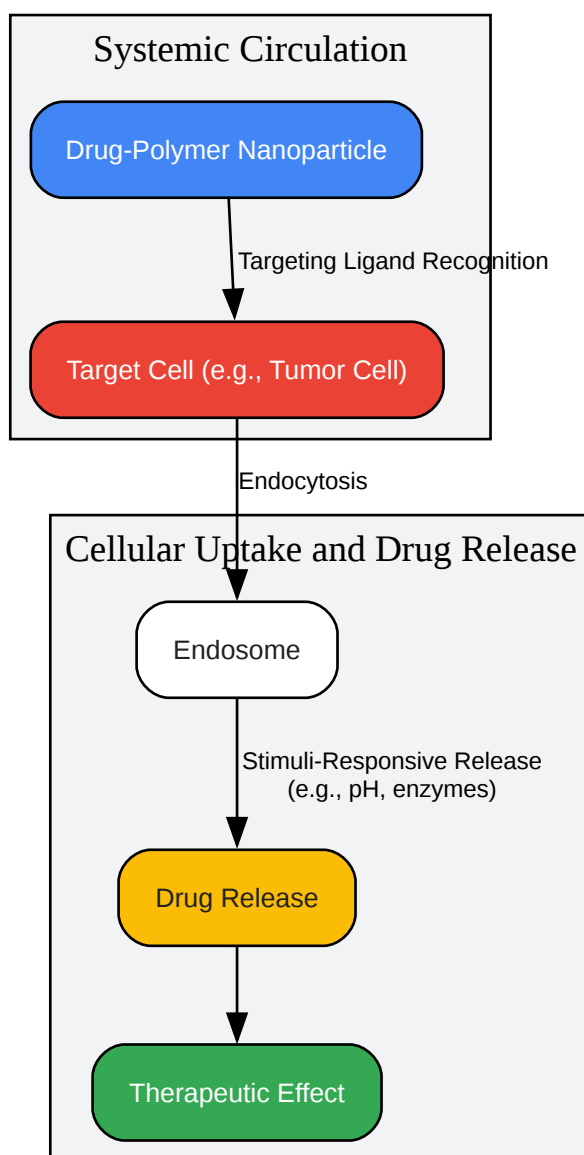 Systemic Circulation
Drug-Polymer Nanoparticle
Targeting Ligand Recognition
Target Cell (e.g., Tumor Cell)
Endocytosis
Cellular Uptake and Drug Release
Endosome
Stimuli-Responsive Release
(e.g., pH, enzymes)
Drug Release
Therapeutic Effect